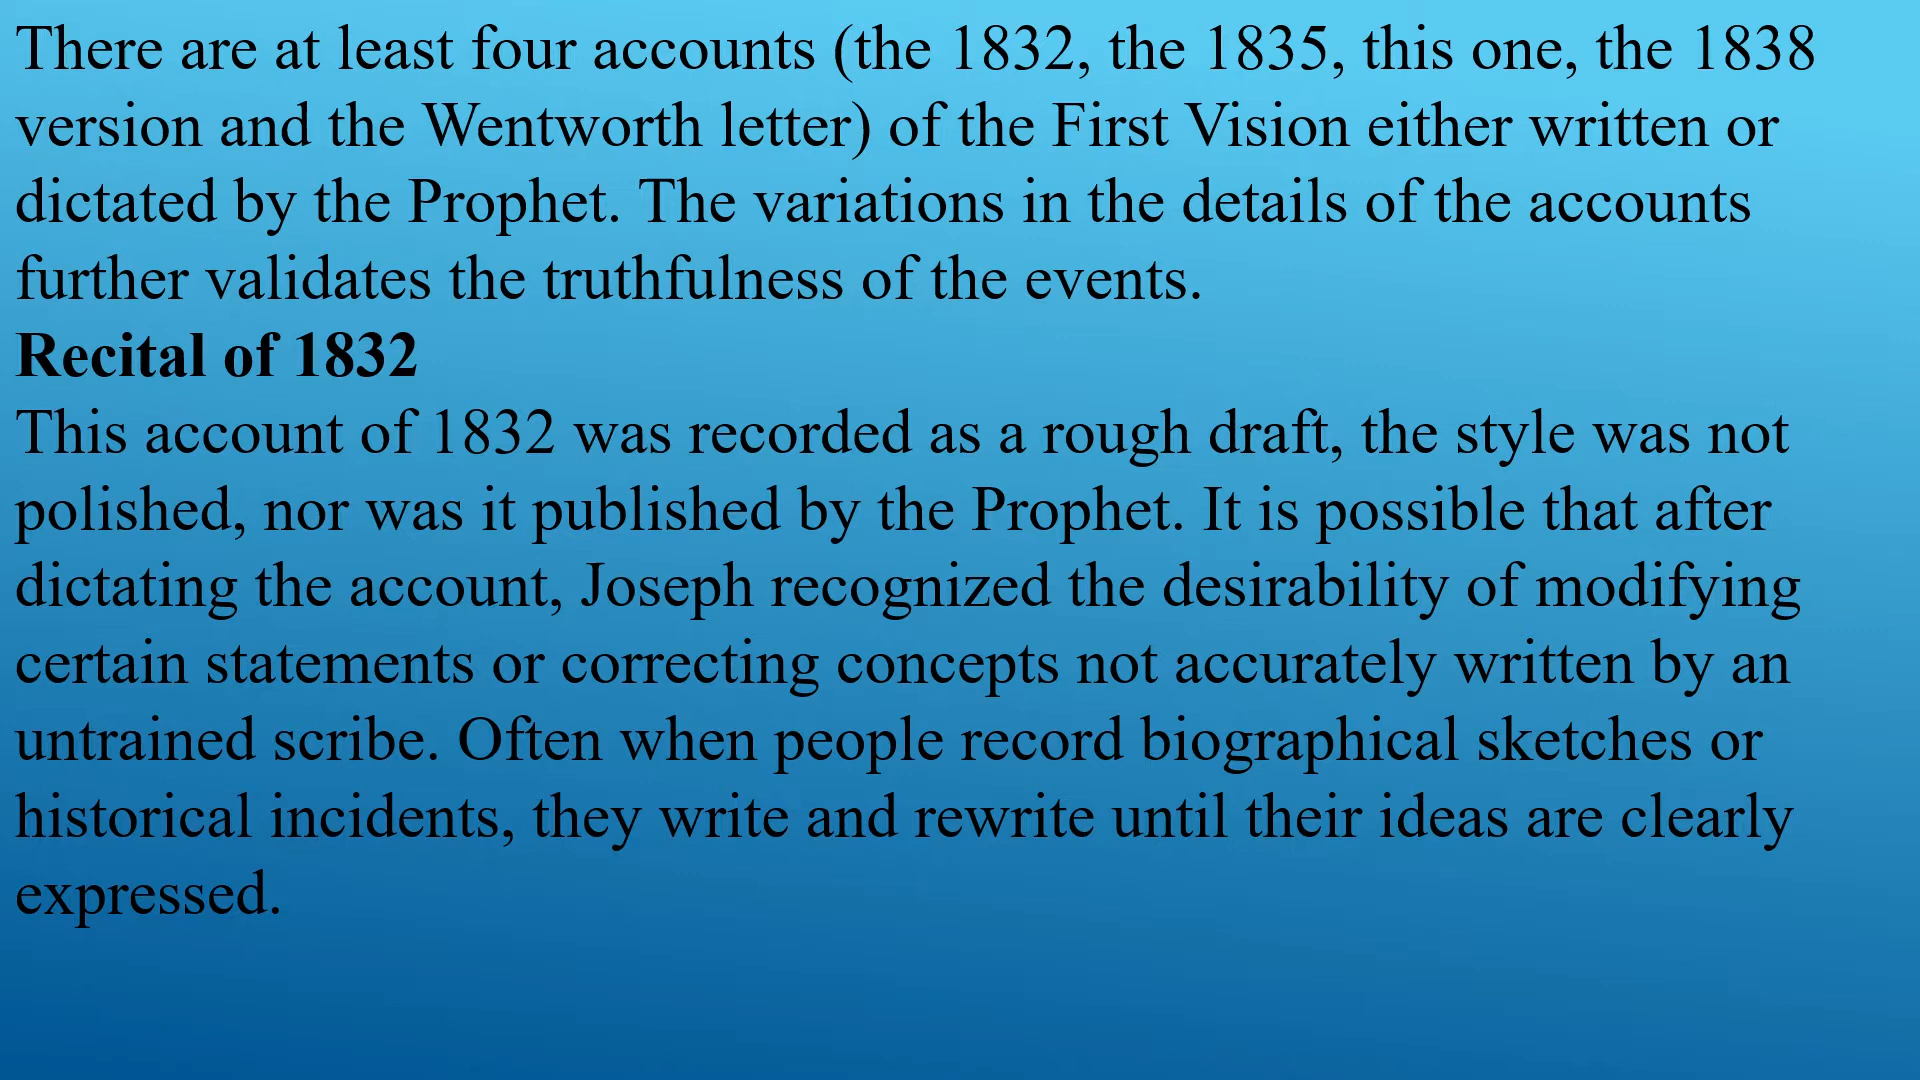 There are at least four accounts (the 1832, the 1835, this one, the 1838
version and the Wentworth letter) of the First Vision either written or
dictated by the Prophet. The variations in the details of the accounts
further validates the truthfulness of the events.
Recital of 1832
This account of 1832 was recorded as a rough draft, the style was not
polished, nor was it published by the Prophet. It is possible that after
dictating the account, Joseph recognized the desirability of modifying
certain statements or correcting concepts not accurately written by an
untrained scribe. Often when people record biographical sketches or
historical incidents, they write and rewrite until their ideas are clearly
expressed.